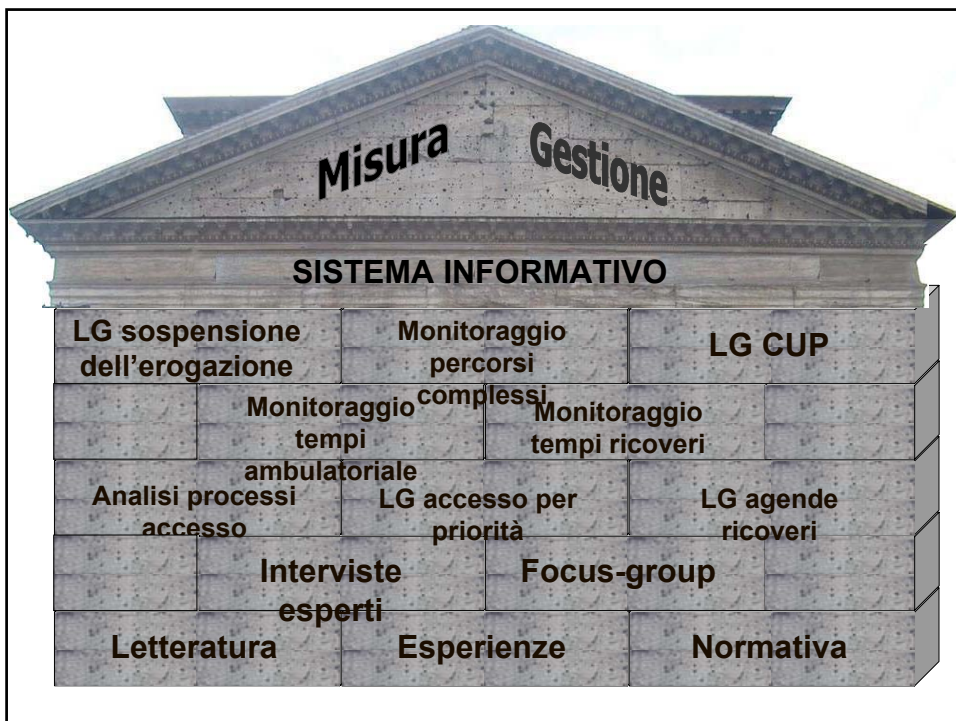 Misura
Gestione
SISTEMA INFORMATIVO
LG sospensione
dell’erogazione
Monitoraggio
percorsi
complessi
LG CUP
Monitoraggio
tempi
ambulatoriale
Monitoraggio
tempi ricoveri
Analisi processi
accesso
LG accesso per
priorità
LG agende
ricoveri
Interviste
esperti
Focus-group
Letteratura
Esperienze
Normativa